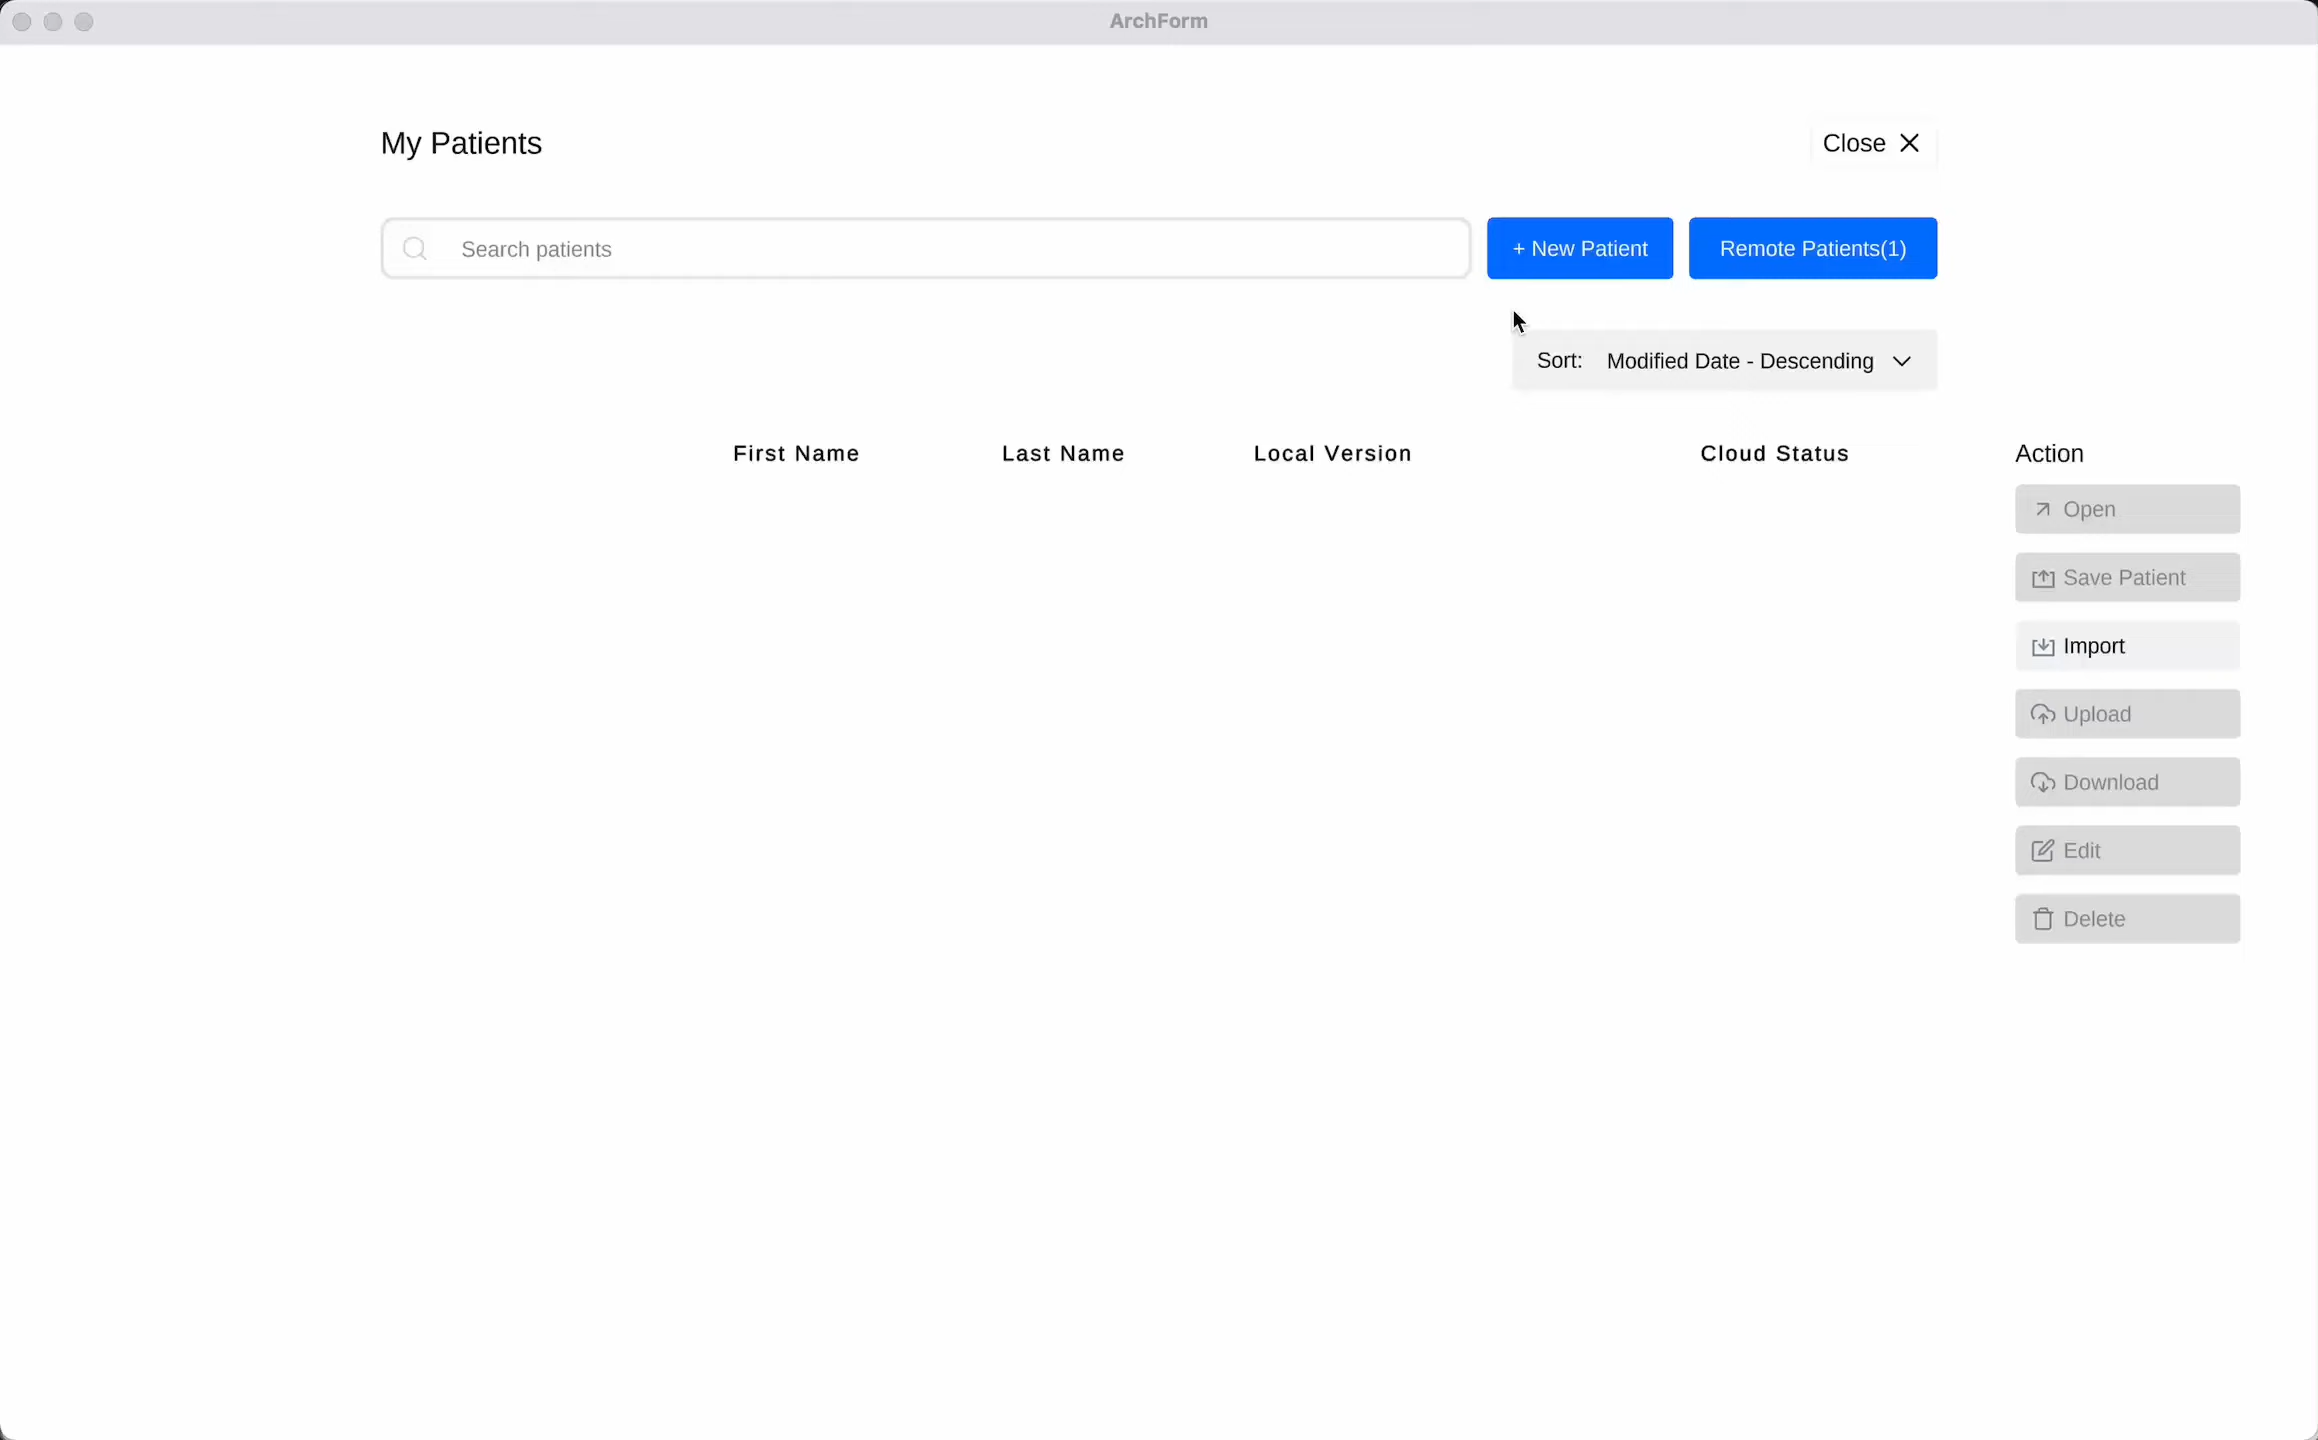 ArchForm
My Patients
Close
Search patients
+ New Patient
Remote Patients(1)
Sort: Modified Date - Descending
First Name Last Name Local Version Cloud Status Action
Open
Save Patient
Import
Upload
Download
Edit
Delete